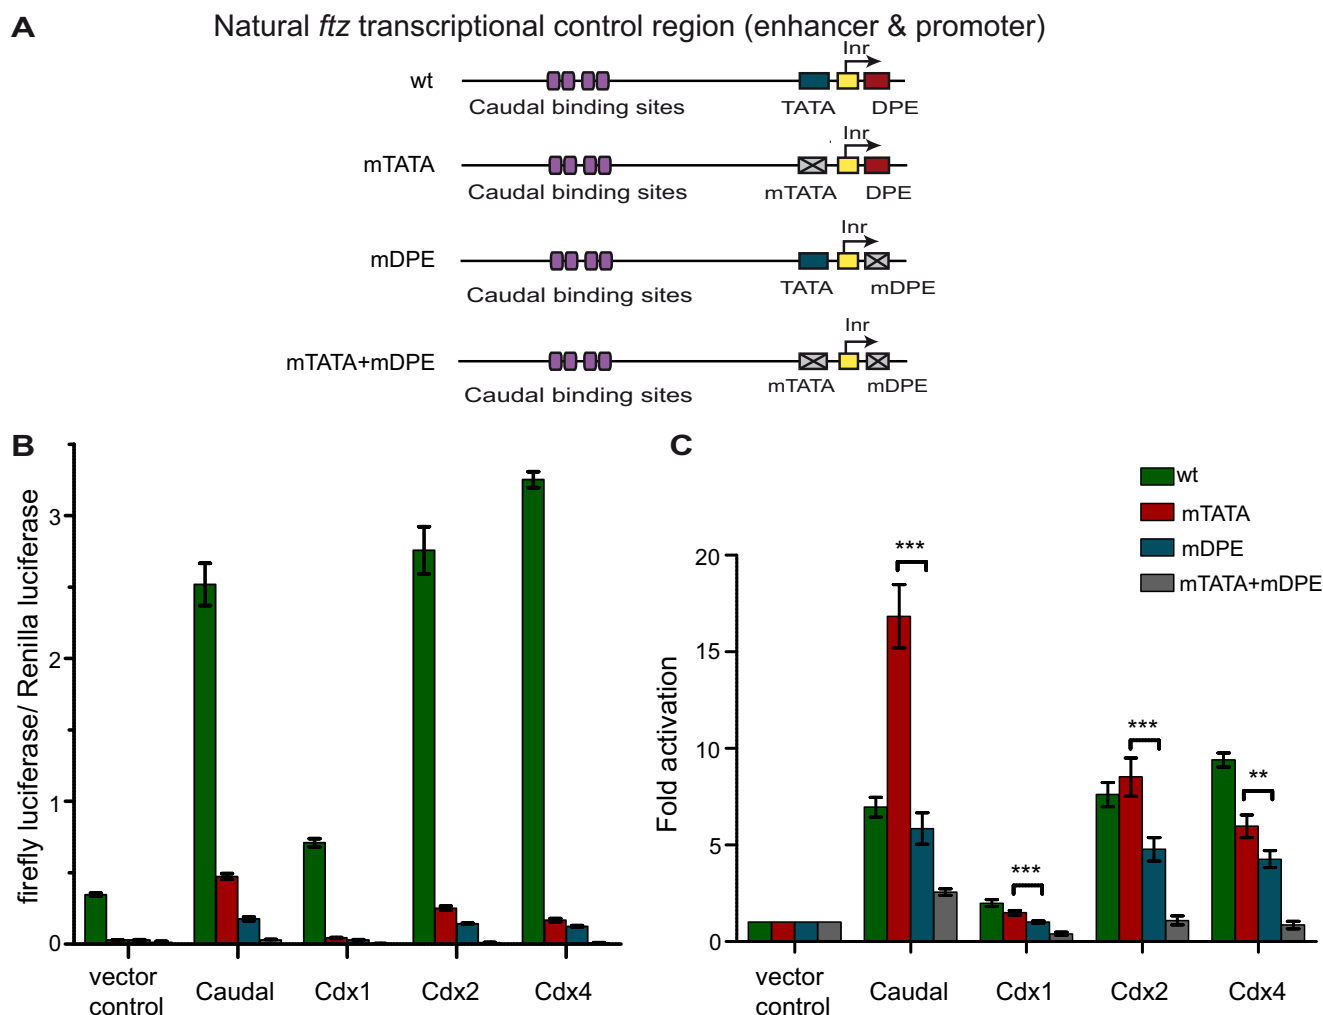 A
Natural ftz transcriptional control region (enhancer & promoter)
wt
Inr
Caudal binding sites
TATA
DPE
mTATA
Inr
Caudal binding sites
mTATA
DPE
mDPE
Inr
Caudal binding sites
TATA
mDPE
mTATA+mDPE
Inr
Caudal binding sites
mTATA
mDPE
B
firefly luciferase/ Renilla luciferase
3
2
1
0
vector control
Caudal
Cdx1
Cdx2
Cdx4
C
wt
mTATA
mDPE
mTATA+mDPE
Fold activation
20
15
10
5
0
***
***
***
**
vector control
Caudal
Cdx1
Cdx2
Cdx4